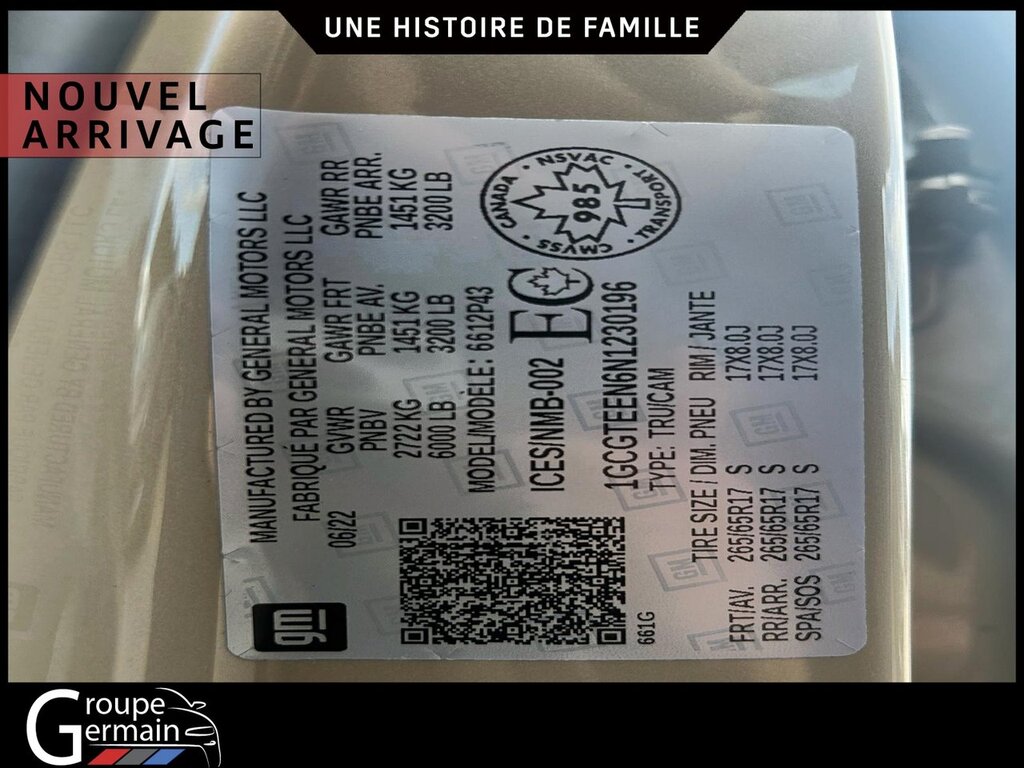 UNE HISTOIRE DE FAMILLE
NOUVEL
ARRIVAGE
gm
MANUFACTURED BY GENERAL MOTORS LLC
FABRIQUÉ PAR GENERAL MOTORS LLC
06/22 GVWR GAWR FRT GAWR RR
PNBV PNBE AV. PNBE ARR.
2722 KG 1451 KG 1451 KG
6000 LB 3200 LB 3200 LB
MODEL/MODÈLE: 6612P43
ICES/NMB-002 EC
CANADA · NSVAC · TRANSPORT · CMVSS ·
985
1GCGTEEN6N1230196
661G TYPE: TRU/CAM
TIRE SIZE / DIM. PNEU RIM / JANTE
FRT/AV. 265/65R17 S 17X8.0J
RR/ARR. 265/65R17 S 17X8.0J
SPA/SOS 265/65R17 S 17X8.0J
Groupe
Germain